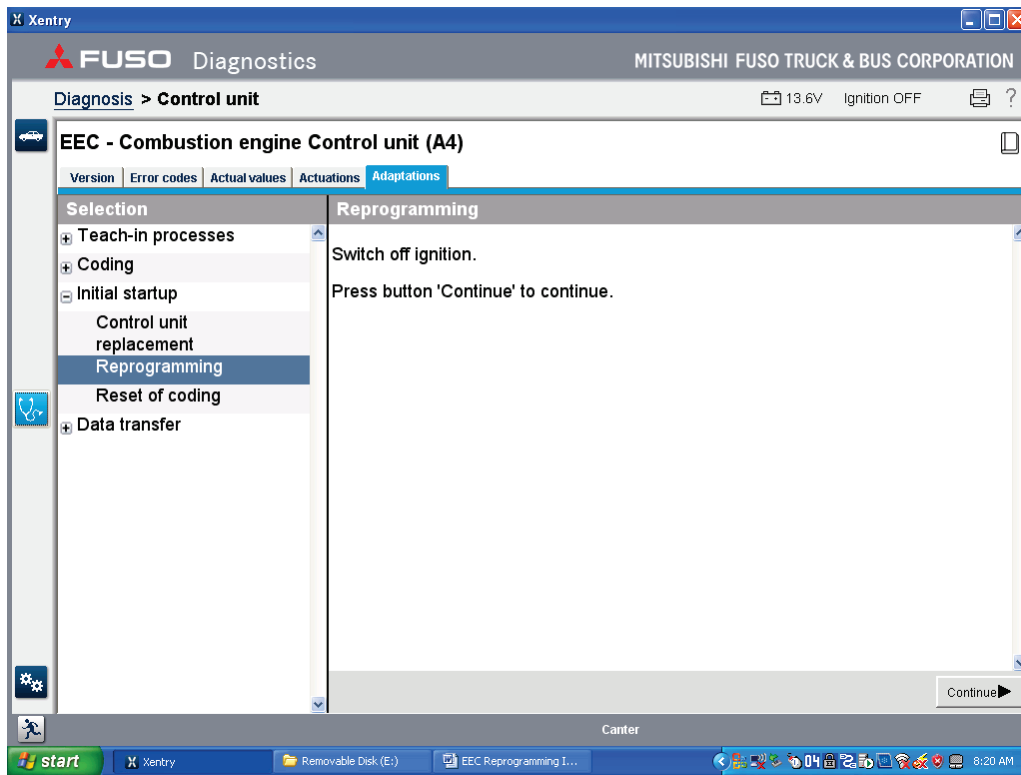 Xentry
FUSO Diagnostics
MITSUBISHI FUSO TRUCK & BUS CORPORATION
Diagnosis > Control unit
13.6V Ignition OFF ?
EEC - Combustion engine Control unit (A4)
Version Error codes Actual values Actuations Adaptations
Selection
Reprogramming
Teach-in processes
Coding
Initial startup
Control unit
replacement
Reprogramming
Reset of coding
Data transfer
Switch off ignition.
Press button 'Continue' to continue.
Continue
Canter
start Xentry Removable Disk (E:) EEC Reprogramming I... 04 8:20 AM